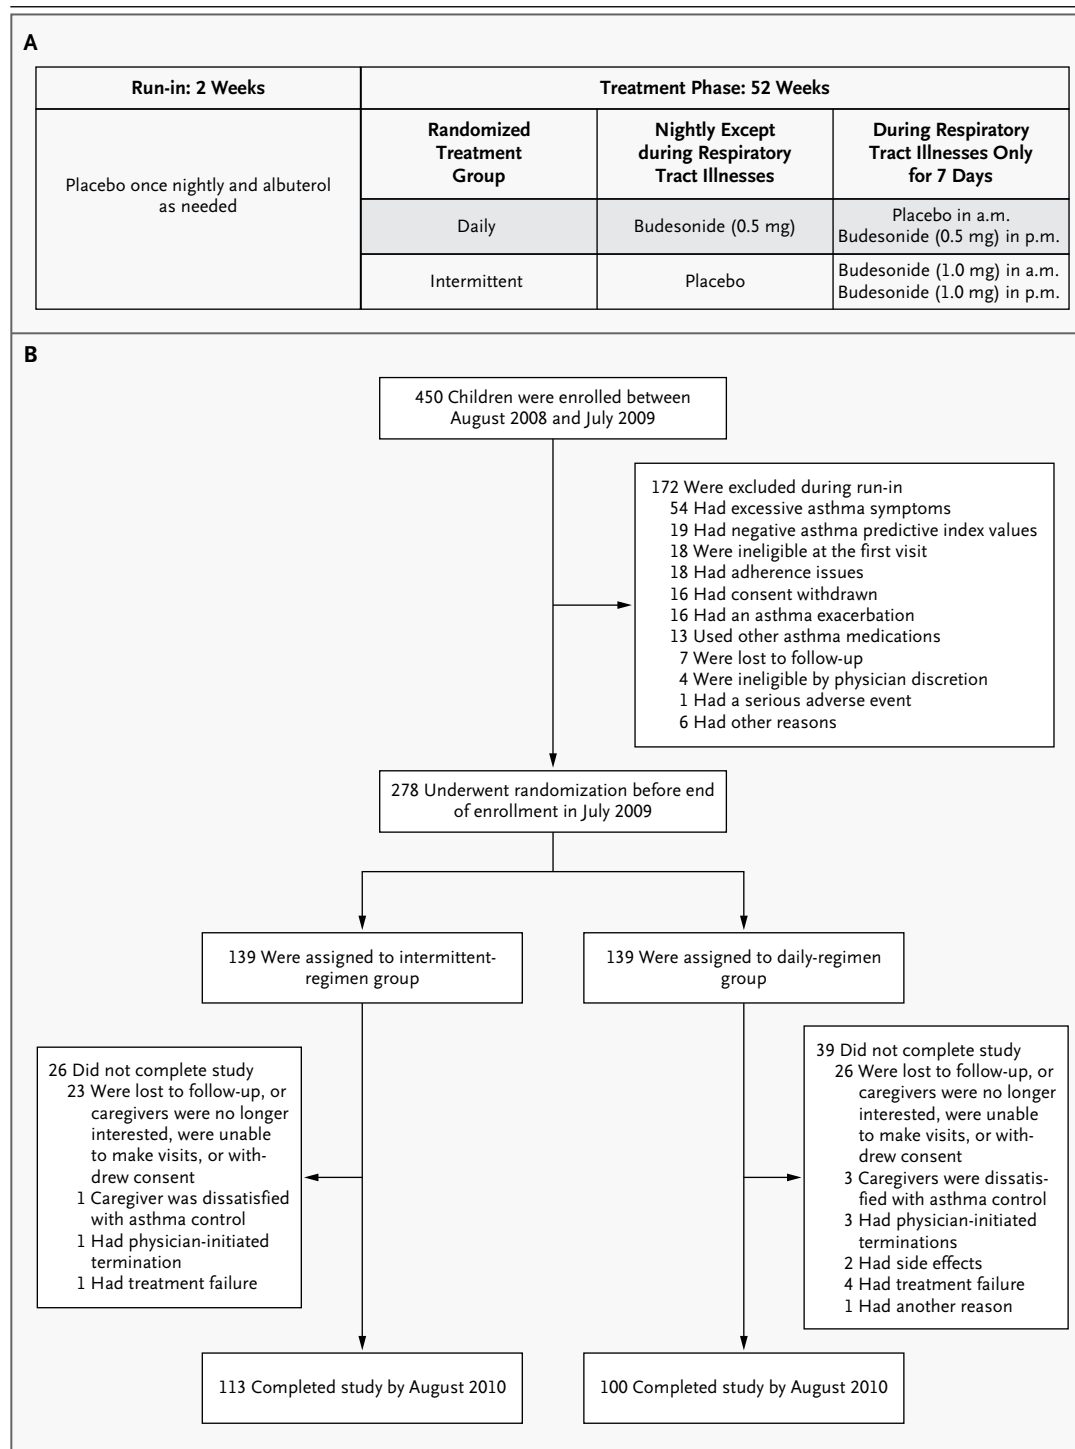 A
Run-in: 2 Weeks
Treatment Phase: 52 Weeks
Placebo once nightly and albuterol
as needed
Randomized
Treatment
Group
Nightly Except
during Respiratory
Tract Illnesses
During Respiratory
Tract Illnesses Only
for 7 Days
Daily
Budesonide (0.5 mg)
Placebo in a.m.
Budesonide (0.5 mg) in p.m.
Intermittent
Placebo
Budesonide (1.0 mg) in a.m.
Budesonide (1.0 mg) in p.m.
B
450 Children were enrolled between
August 2008 and July 2009
172 Were excluded during run-in
54 Had excessive asthma symptoms
19 Had negative asthma predictive index values
18 Were ineligible at the first visit
18 Had adherence issues
16 Had consent withdrawn
16 Had an asthma exacerbation
13 Used other asthma medications
7 Were lost to follow-up
4 Were ineligible by physician discretion
1 Had a serious adverse event
6 Had other reasons
278 Underwent randomization before end
of enrollment in July 2009
139 Were assigned to intermittent-
regimen group
139 Were assigned to daily-regimen
group
26 Did not complete study
23 Were lost to follow-up, or
caregivers were no longer
interested, were unable
to make visits, or with-
drew consent
1 Caregiver was dissatisfied
with asthma control
1 Had physician-initiated
termination
1 Had treatment failure
39 Did not complete study
26 Were lost to follow-up, or
caregivers were no longer
interested, were unable
to make visits, or with-
drew consent
3 Caregivers were dissatis-
fied with asthma control
3 Had physician-initiated
terminations
2 Had side effects
4 Had treatment failure
1 Had another reason
113 Completed study by August 2010
100 Completed study by August 2010